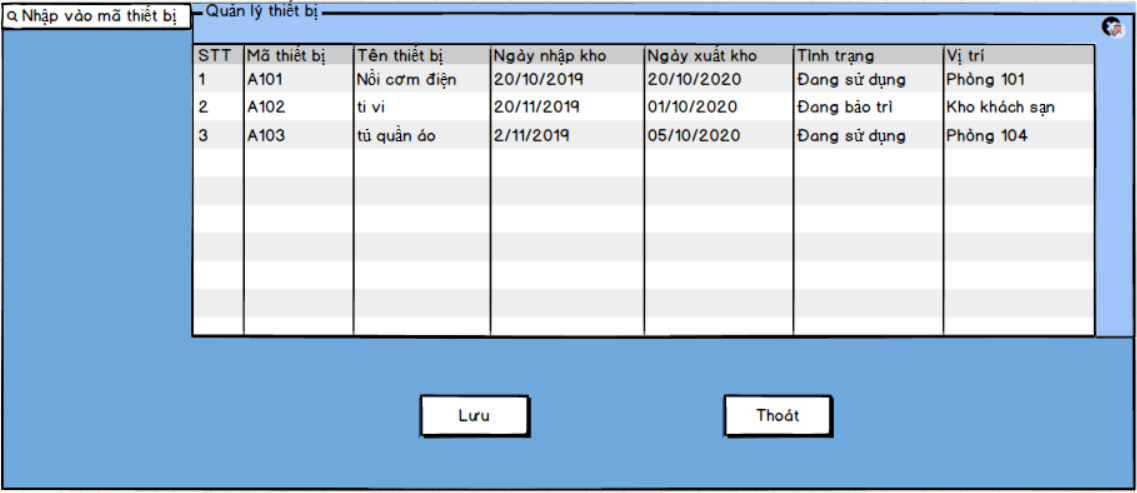 Nhập vào mã thiết bị
Quản lý thiết bị
STT Mã thiết bị Tên thiết bị Ngày nhập kho Ngày xuất kho Tình trạng Vị trí
1 A101 Nồi cơm điện 20/10/2019 20/10/2020 Đang sử dụng Phòng 101
2 A102 ti vi 20/11/2019 01/10/2020 Đang bảo trì Kho khách sạn
3 A103 tủ quần áo 2/11/2019 05/10/2020 Đang sử dụng Phòng 104
Lưu Thoát